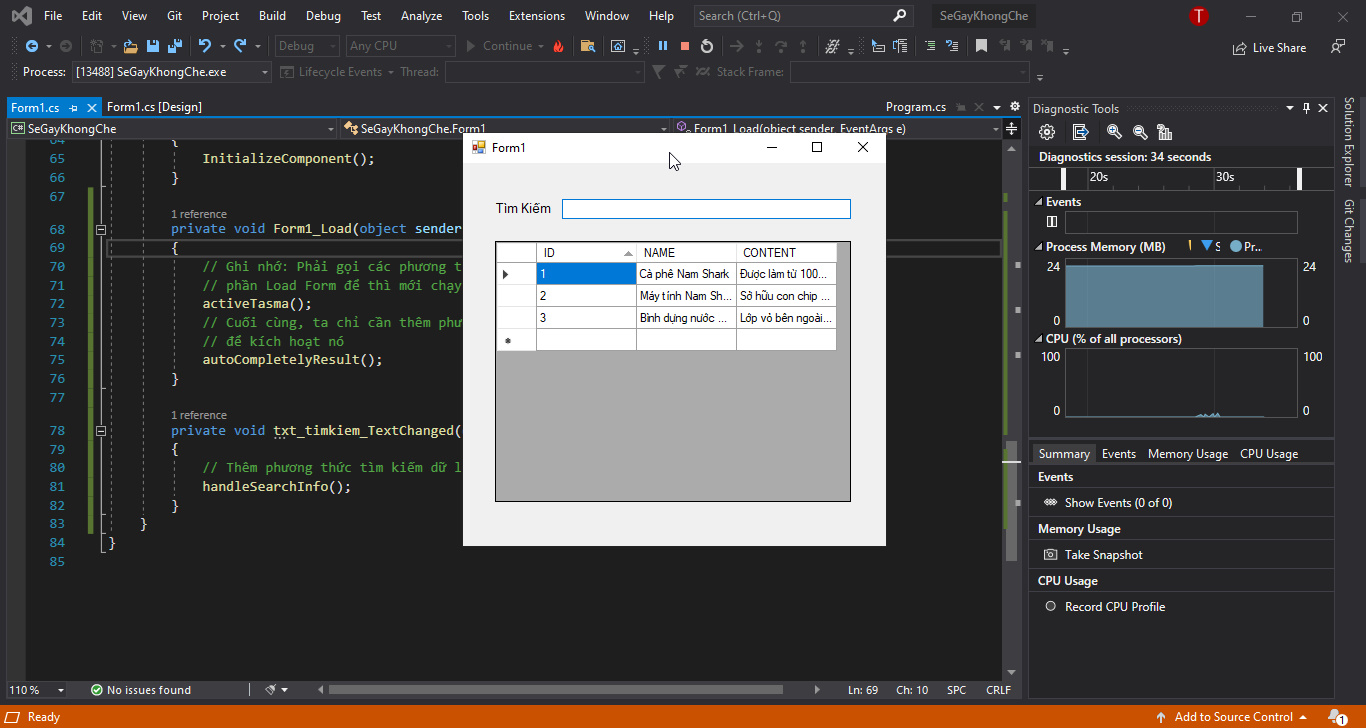 File Edit View Git Project Build Debug Test Analyze Tools Extensions Window Help Search (Ctrl+Q) SeGayKhongChe T
Debug Any CPU Continue Live Share
Process: [13488] SeGayKhongChe.exe Lifecycle Events Thread: Stack Frame:
Form1.cs Form1.cs [Design] Program.cs
SeGayKhongChe SeGayKhongChe.Form1 Form1_Load(object sender, EventArgs e)
64 {
65 InitializeComponent();
66 }
67
1 reference
68 private void Form1_Load(object sender
69 {
70 // Ghi nhớ: Phải gọi các phương t
71 // phần Load Form để thì mới chạy
72 activeTasma();
73 // Cuối cùng, ta chỉ cần thêm phư
74 // để kích hoạt nó
75 autoCompletelyResult();
76 }
77
1 reference
78 private void txt_timkiem_TextChanged(
79 {
80 // Thêm phương thức tìm kiếm dữ l
81 handleSearchInfo();
82 }
83 }
84 }
85
110 % No issues found Ln: 69 Ch: 10 SPC CRLF
Form1
Tìm Kiếm
ID NAME CONTENT
1 Cà phê Nam Shark Được làm từ 100...
2 Máy tính Nam Sh... Sở hữu con chip ...
3 Bình dựng nước ... Lớp vỏ bên ngoài...
Diagnostic Tools
Diagnostics session: 34 seconds
20s 30s
Events
Process Memory (MB) S Pr...
24 24
0 0
CPU (% of all processors)
100 100
0 0
Summary Events Memory Usage CPU Usage
Events
Show Events (0 of 0)
Memory Usage
Take Snapshot
CPU Usage
Record CPU Profile
Solution Explorer
Git Changes
Ready Add to Source Control 1